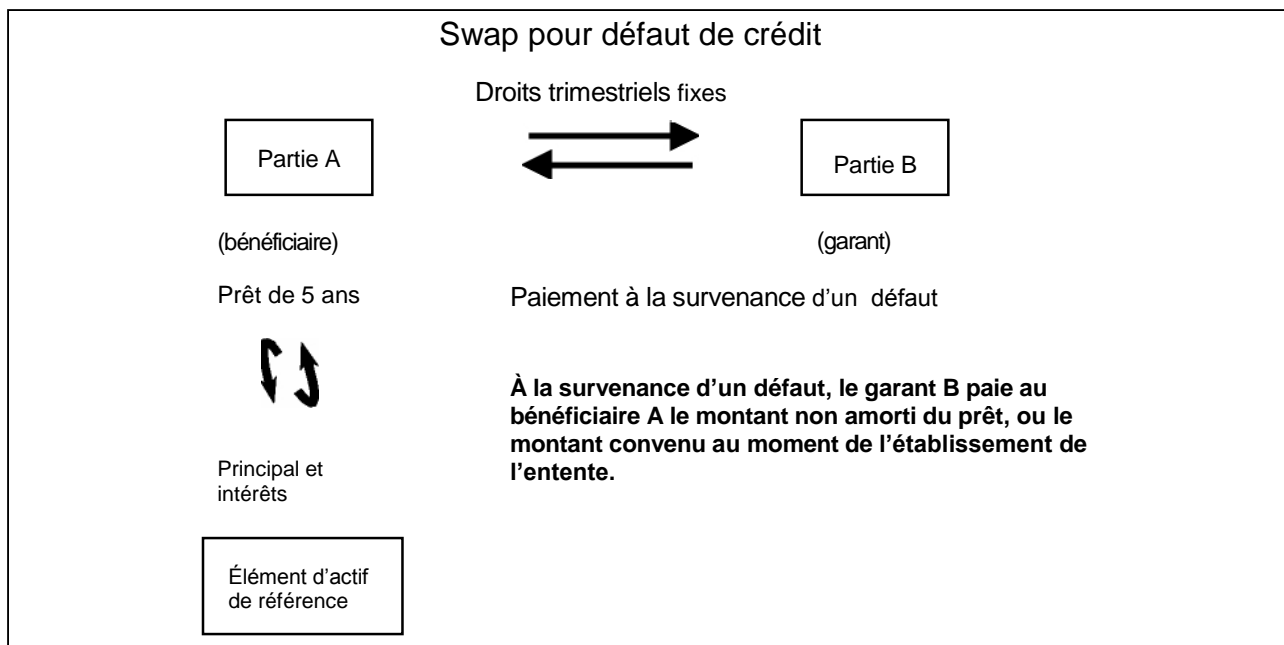 Swap pour défaut de crédit
Droits trimestriels fixes
Partie A
Partie B
(bénéficiaire)
(garant)
Prêt de 5 ans
Paiement à la survenance d’un défaut
À la survenance d’un défaut, le garant B paie au
bénéficiaire A le montant non amorti du prêt, ou le
montant convenu au moment de l’établissement de
l’entente.
Principal et
intérêts
Élément d’actif
de référence